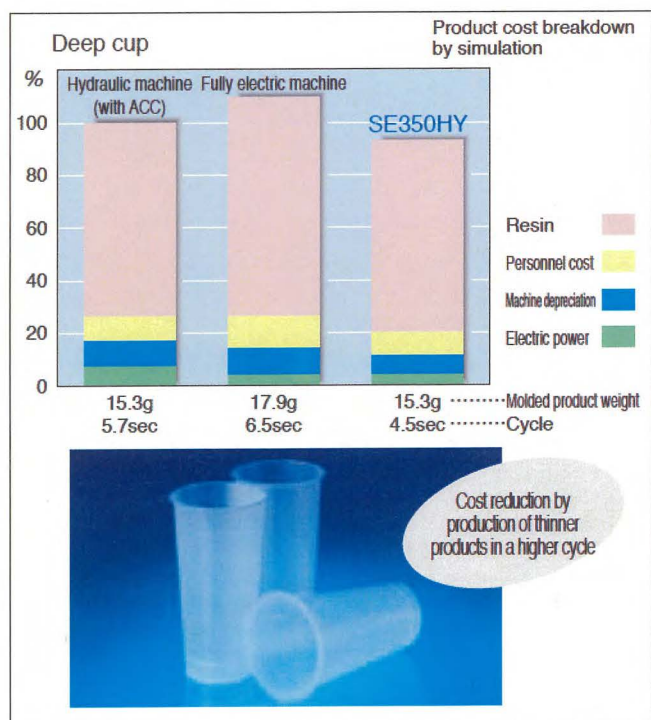 Deep cup
Product cost breakdown
by simulation
%
Hydraulic machine
(with ACC)
Fully electric machine
SE350HY
100
80
60
40
20
0
Resin
Personnel cost
Machine depreciation
Electric power
15.3g 17.9g 15.3g ········Molded product weight
5.7sec 6.5sec 4.5sec ········Cycle
Cost reduction by
production of thinner
products in a higher cycle